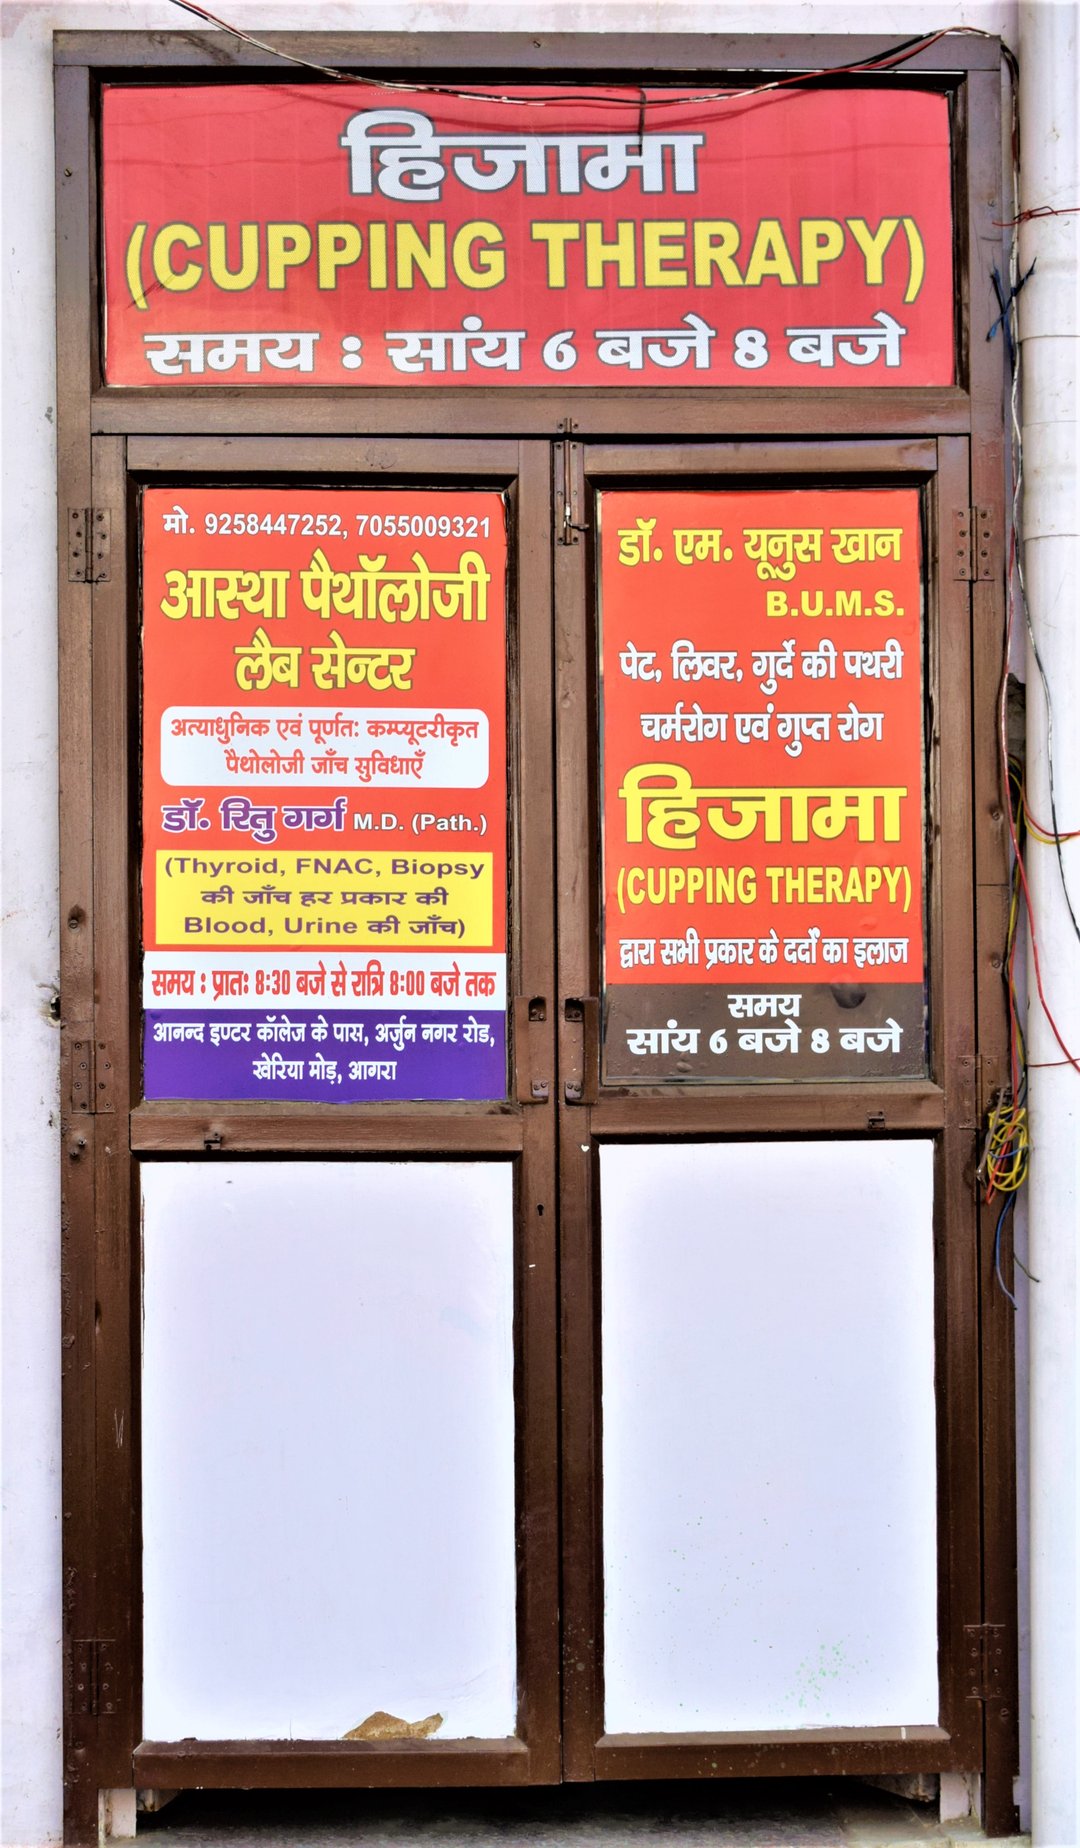 हिजामा
(CUPPING THERAPY)
समय : सांय 6 बजे 8 बजे
मो. 9258447252, 7055009321
आस्था पैथॉलोजी
लैब सेन्टर
अत्याधुनिक एवं पूर्णतः कम्प्यूटरीकृत
पैथोलोजी जाँच सुविधाएँ
डॉ. रितु गर्ग M.D. (Path.)
(Thyroid, FNAC, Biopsy
की जाँच हर प्रकार की
Blood, Urine की जाँच)
समय : प्रातः 8:30 बजे से रात्रि 8:00 बजे तक
आनन्द इण्टर कॉलेज के पास, अर्जुन नगर रोड,
खेरिया मोड़, आगरा
डॉ. एम. यूनुस खान
B.U.M.S.
पेट, लिवर, गुर्दे की पथरी
चर्मरोग एवं गुप्त रोग
हिजामा
(CUPPING THERAPY)
द्वारा सभी प्रकार के दर्दों का इलाज
समय
सांय 6 बजे 8 बजे